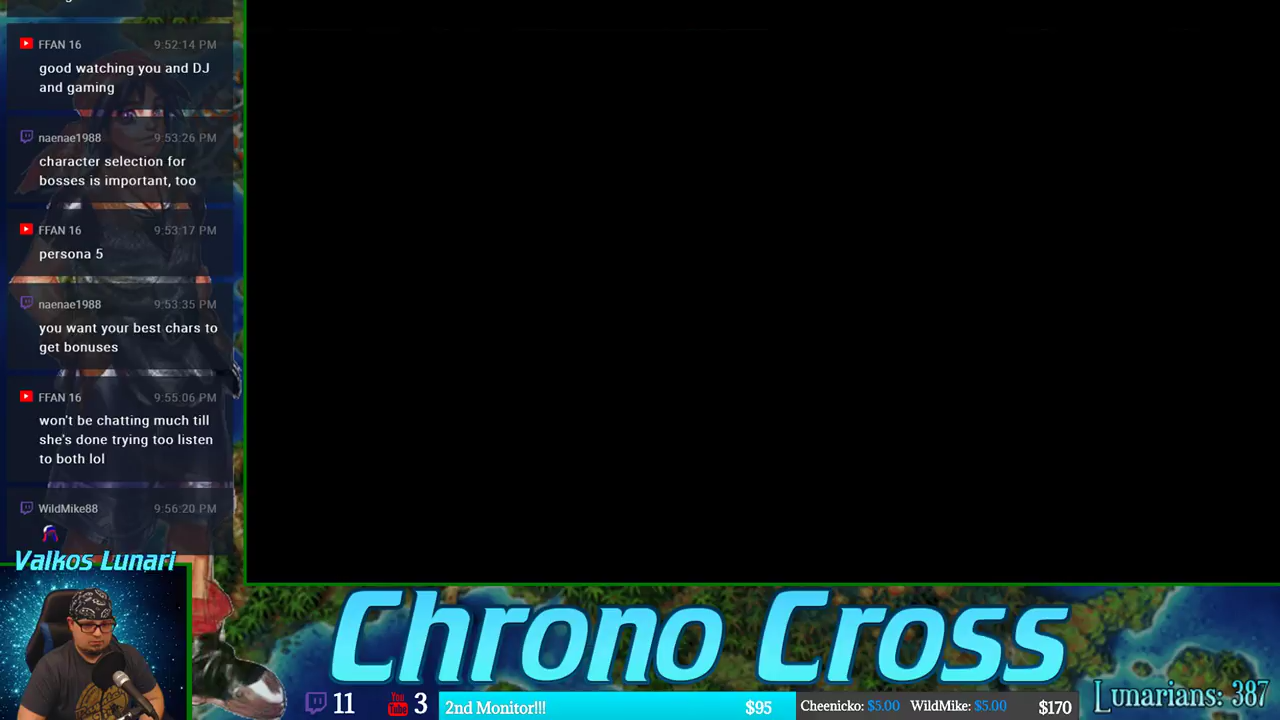 FFAN 16 9:52:14 PM
good watching you and DJ
and gaming
naenae1988 9:53:26 PM
character selection for
bosses is important, too
FFAN 16 9:53:17 PM
persona 5
naenae1988 9:53:35 PM
you want your best chars to
get bonuses
FFAN 16 9:55:06 PM
won't be chatting much till
she's done trying too listen
to both lol
WildMike88 9:56:20 PM
Valkos Lunari
Chrono Cross
11 You Tube 3 2nd Monitor!!! $95 Cheenicko: $5.00 WildMike: $5.00 $170 Lunarians: 387